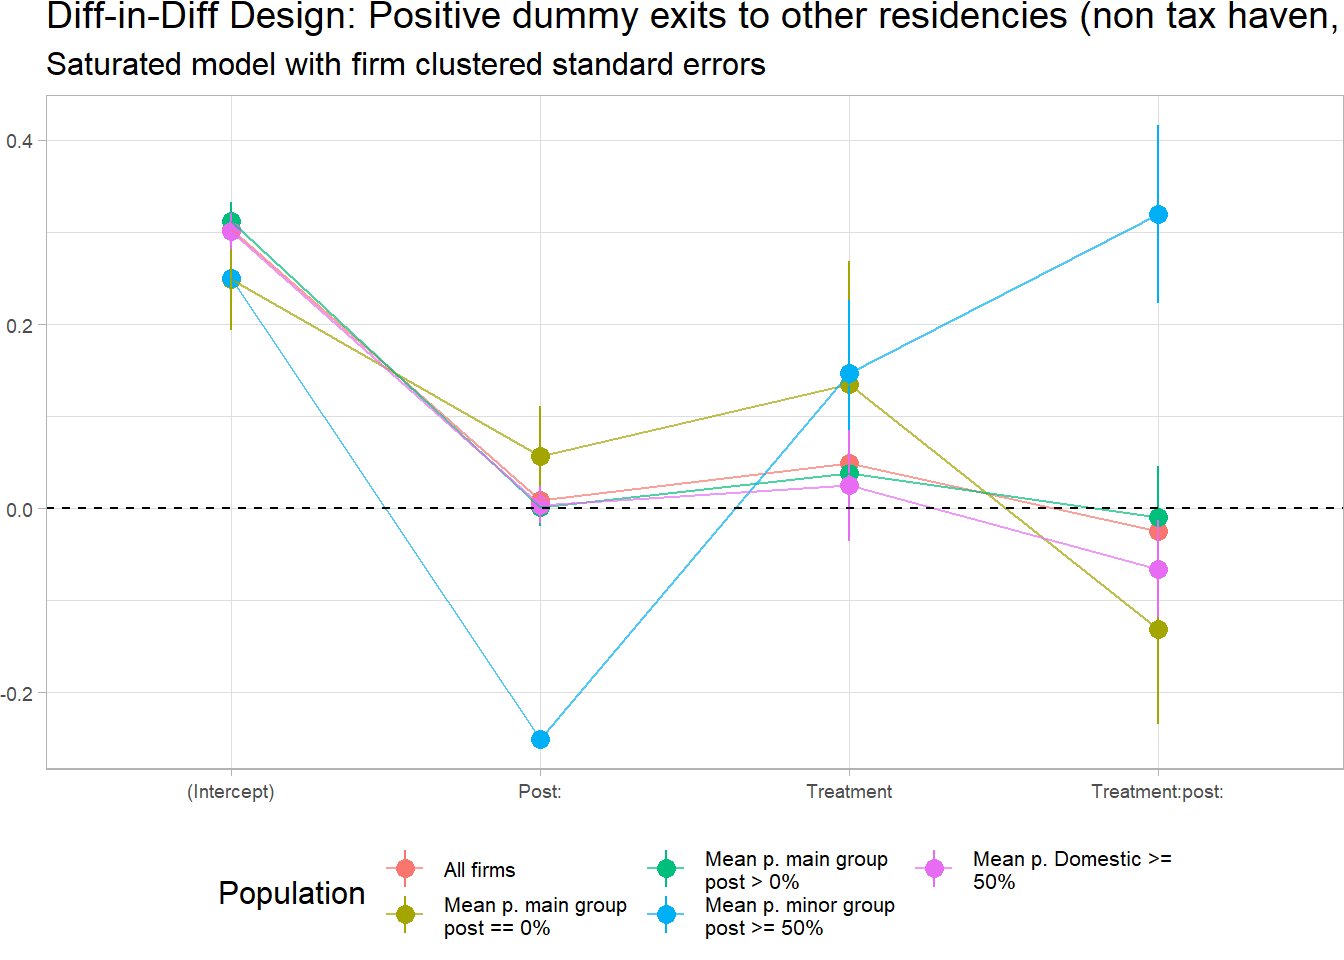 Diff-in-Diff Design: Positive dummy exits to other residencies (non tax haven,
Saturated model with firm clustered standard errors
0.4
0.2
0.0
-0.2
(Intercept)
Post:
Treatment
Treatment:post:
Population
All firms
Mean p. main group
post == 0%
Mean p. main group
post > 0%
Mean p. minor group
post >= 50%
Mean p. Domestic >=
50%